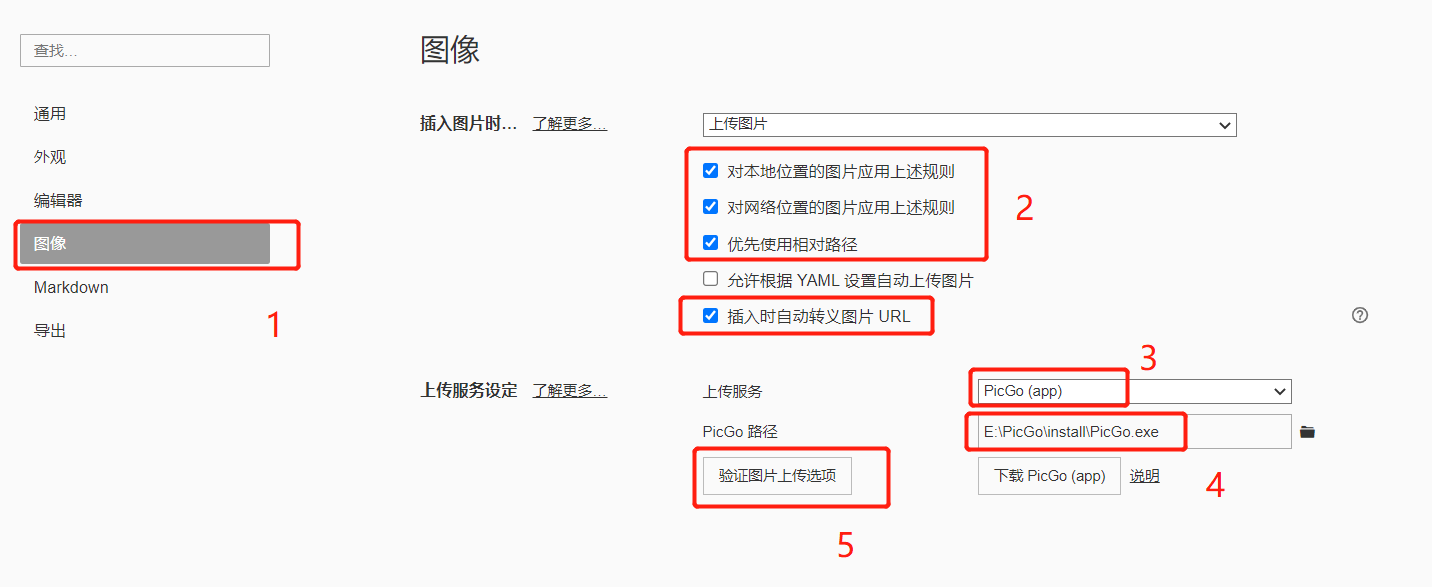 查找...
通用
外观
编辑器
图像
Markdown
导出
1
图像
插入图片时... 了解更多... 上传图片
对本地位置的图片应用上述规则
对网络位置的图片应用上述规则
优先使用相对路径
2
允许根据 YAML 设置自动上传图片
插入时自动转义图片 URL
?
3
上传服务设定 了解更多... 上传服务 PicGo (app)
PicGo 路径 E:\PicGo\install\PicGo.exe
验证图片上传选项 下载 PicGo (app) 说明
4
5